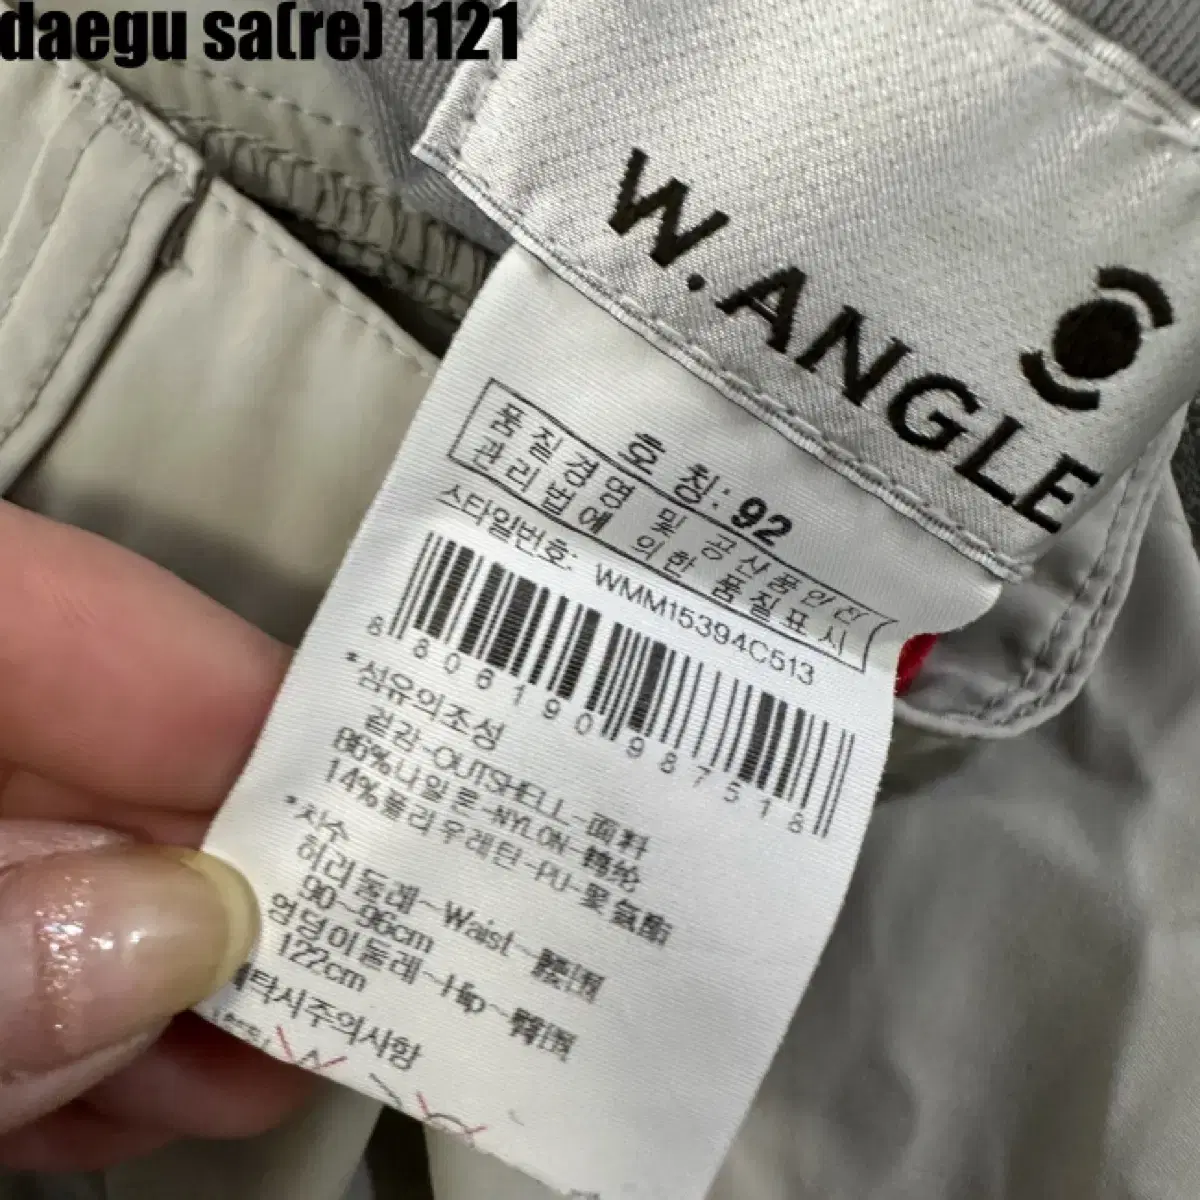 daegu sa(re) 1121
W.ANGLE
호 칭: 92
품질경영 및 공산품안전
관리법에 의한 품질표시
스타일번호: WMM15394C513
8 806190 987518
*섬유의조성
겉감-OUTSHELL-面料
86%나일론-NYLON-锦纶
14%폴리우레탄-PU-聚氨酯
*치수
허리둘레~Waist~腰围
90~96cm
엉덩이둘레~Hip~臀围
122cm
세탁시주의사항